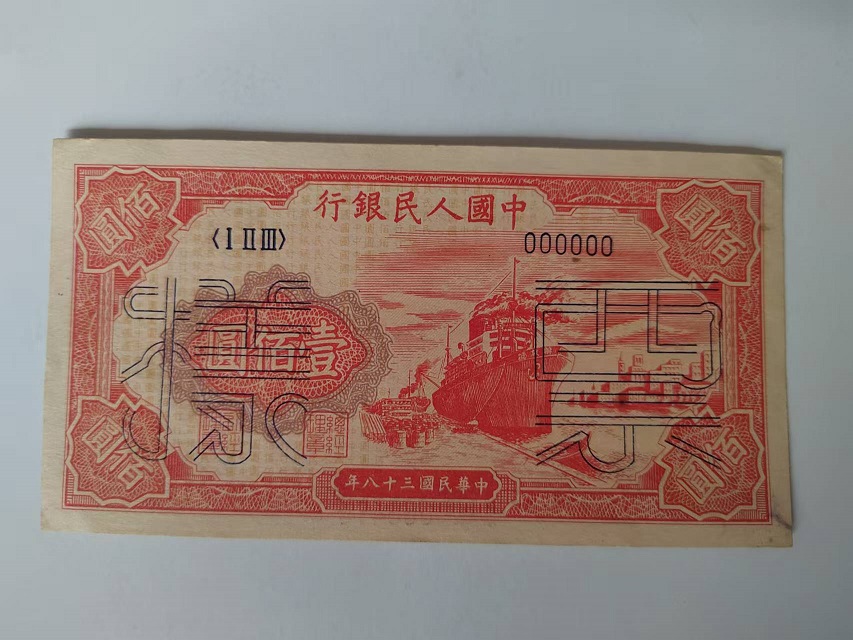 中國人民銀行
佰圓
佰圓
〈Ⅰ Ⅱ Ⅲ〉
000000
票樣
壹佰圓
佰圓
佰圓
中華民國三十八年